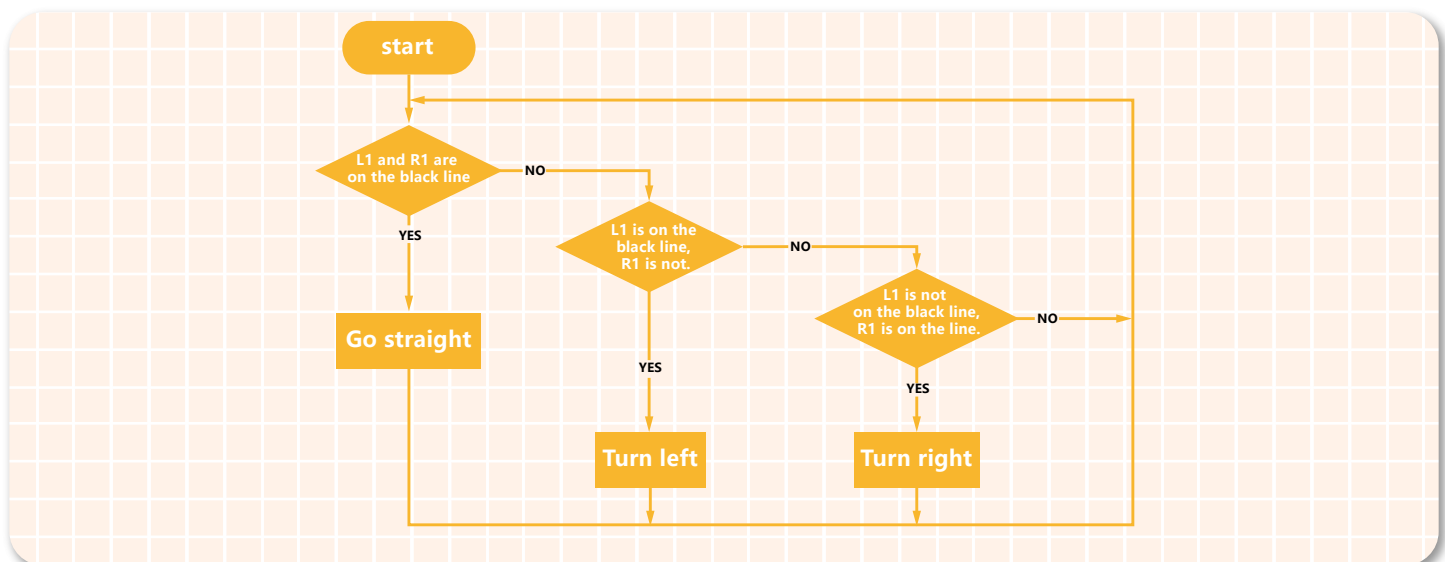 start
L1 and R1 are
on the black line
NO
YES
Go straight
L1 is on the
black line,
R1 is not.
NO
YES
Turn left
L1 is not
on the black line,
R1 is on the line.
NO
YES
Turn right